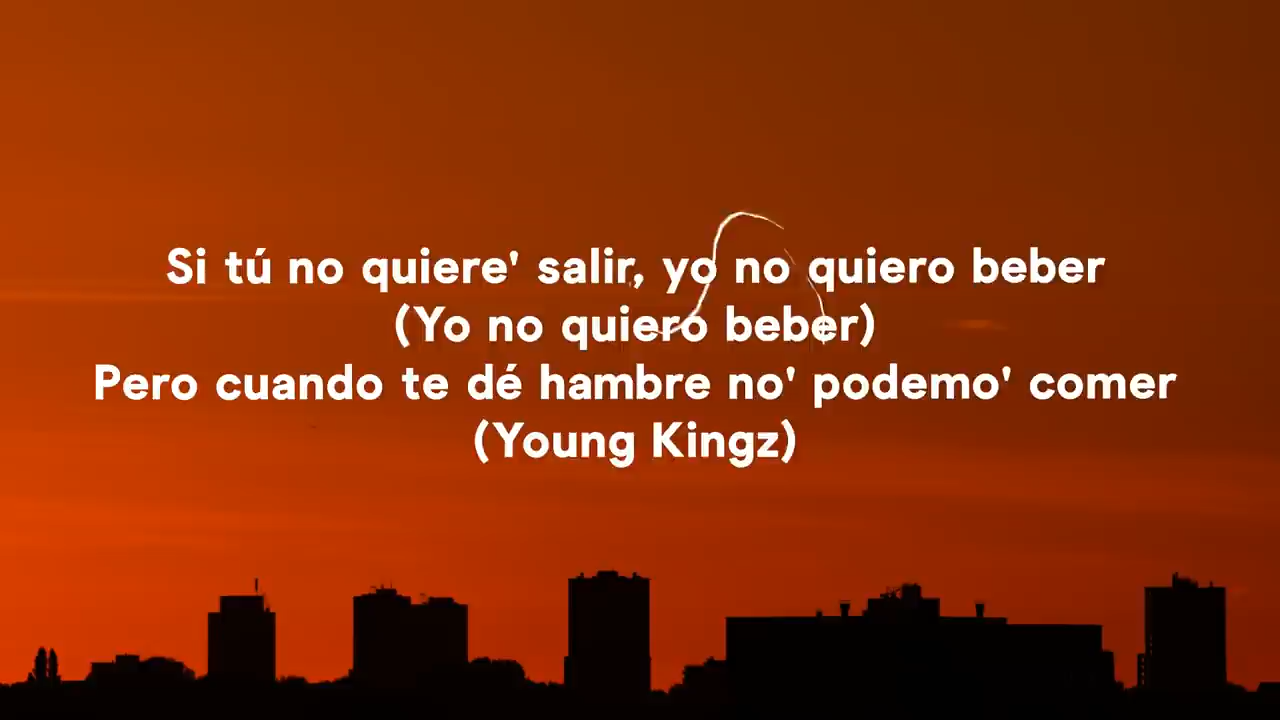 Si tú no quiere' salir, yo no quiero beber
(Yo no quiero beber)
Pero cuando te dé hambre no' podemo' comer
(Young Kingz)